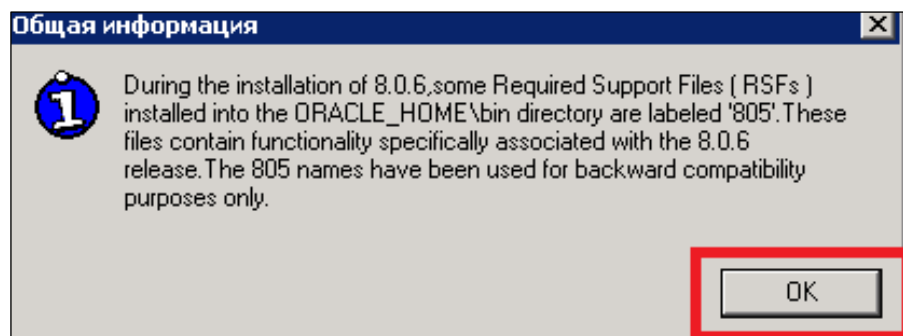 Общая информация
During the installation of 8.0.6,some Required Support Files ( RSFs )
installed into the ORACLE_HOME\bin directory are labeled '805'.These
files contain functionality specifically associated with the 8.0.6
release.The 805 names have been used for backward compatibility
purposes only.
OK